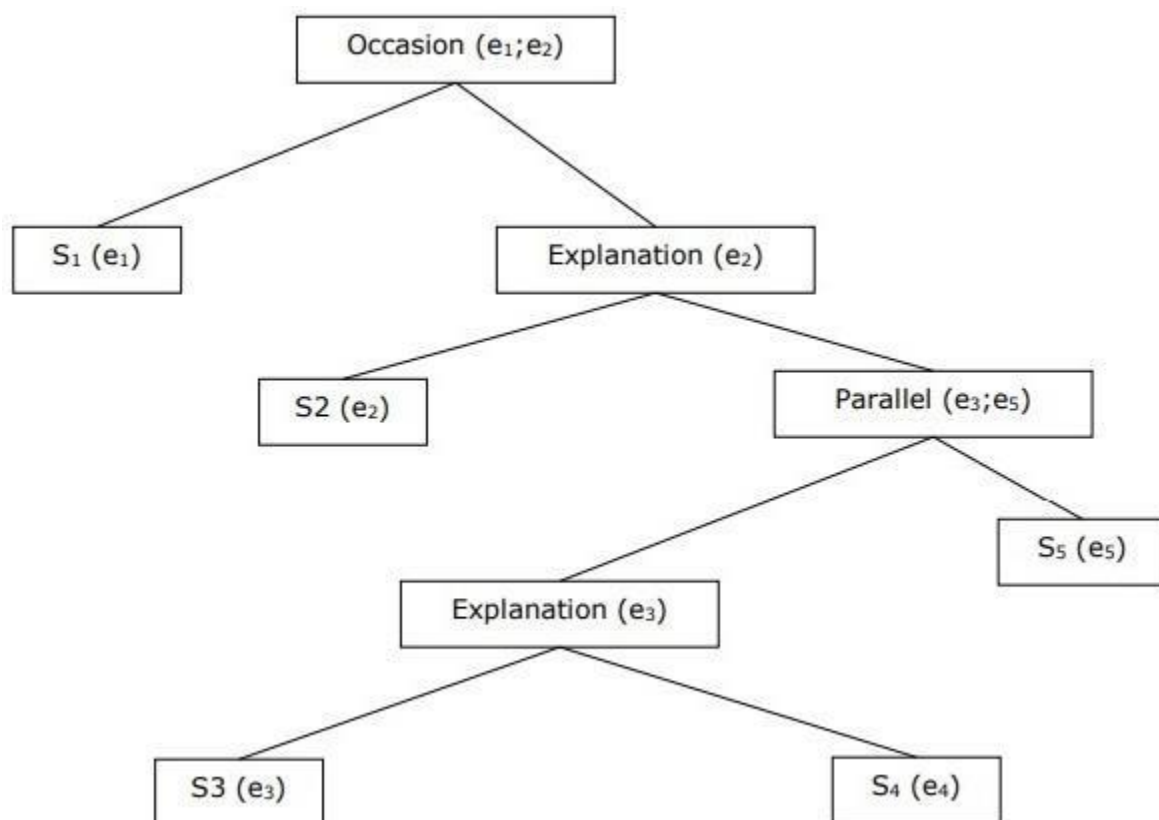 Occasion (e₁;e₂)
S₁ (e₁)
Explanation (e₂)
S2 (e₂)
Parallel (e₃;e₅)
S₅ (e₅)
Explanation (e₃)
S3 (e₃)
S₄ (e₄)